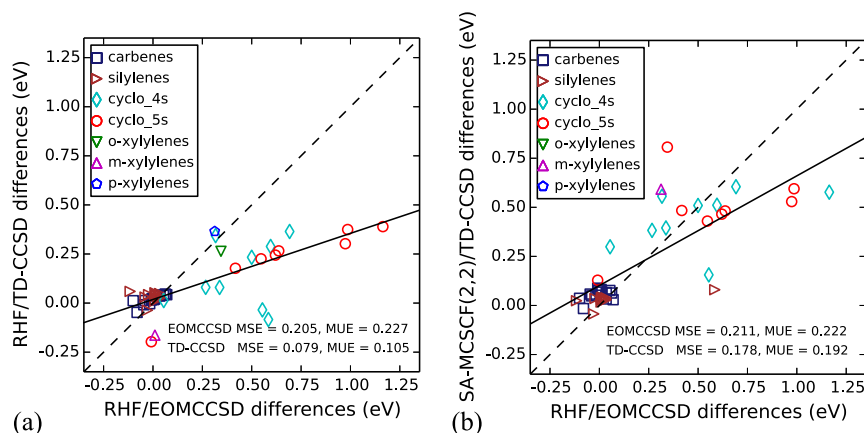 1.25
1.00
0.75
0.50
0.25
0.00
-0.25
RHF/TD-CCSD differences (eV)
carbenes
silylenes
cyclo_4s
cyclo_5s
o-xylylenes
m-xylylenes
p-xylylenes
EOMCCSD MSE = 0.205, MUE = 0.227
TD-CCSD MSE = 0.079, MUE = 0.105
-0.25 0.00 0.25 0.50 0.75 1.00 1.25
(a) RHF/EOMCCSD differences (eV)
SA-MCSCF(2,2)/TD-CCSD differences (eV)
1.25
1.00
0.75
0.50
0.25
0.00
-0.25
carbenes
silylenes
cyclo_4s
cyclo_5s
o-xylylenes
m-xylylenes
p-xylylenes
EOMCCSD MSE = 0.211, MUE = 0.222
TD-CCSD MSE = 0.178, MUE = 0.192
-0.25 0.00 0.25 0.50 0.75 1.00 1.25
(b) RHF/EOMCCSD differences (eV)